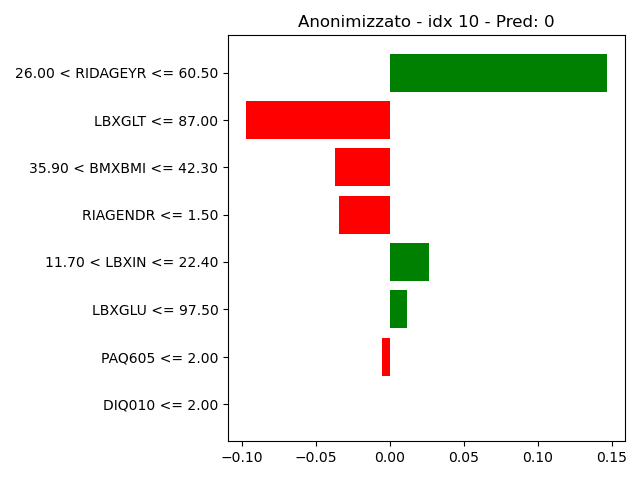 Anonimizzato - idx 10 - Pred: 0
26.00 < RIDAGEYR <= 60.50
LBXGLT <= 87.00
35.90 < BMXBMI <= 42.30
RIAGENDR <= 1.50
11.70 < LBXIN <= 22.40
LBXGLU <= 97.50
PAQ605 <= 2.00
DIQ010 <= 2.00
−0.10 −0.05 0.00 0.05 0.10 0.15